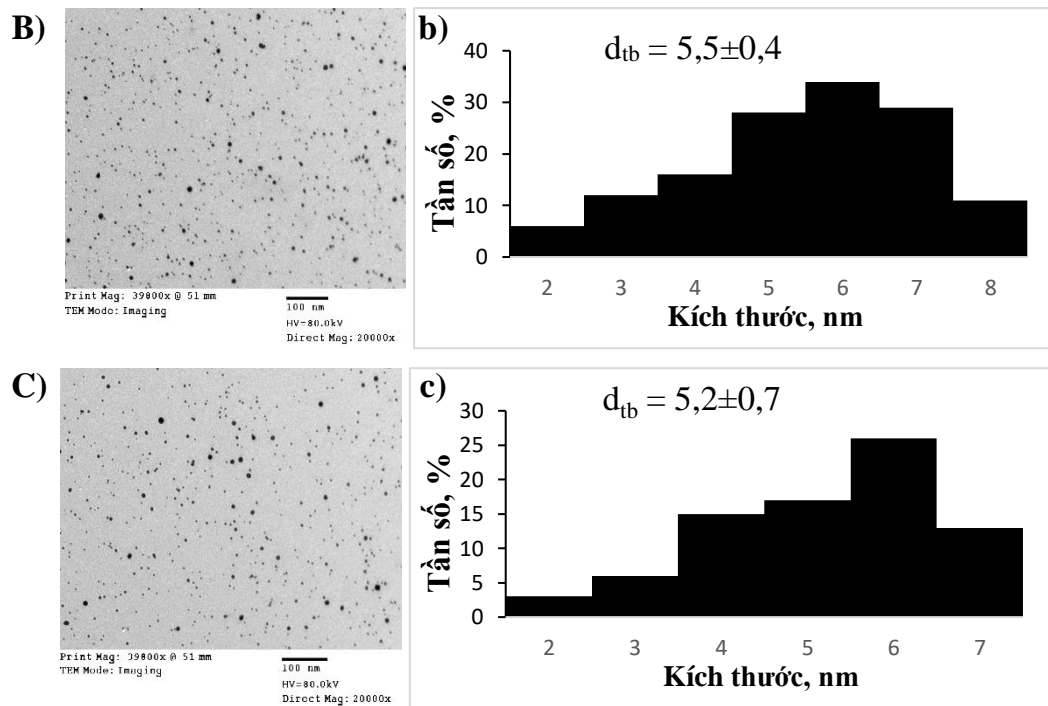 B)
Print Mag: 39800x @ 51 mm
TEM Mode: Imaging
100 nm
HV=80.0kV
Direct Mag: 20000x
b)
dtb = 5,5±0,4
Tần số, %
40
30
20
10
0
2 3 4 5 6 7 8
Kích thước, nm
C)
Print Mag: 39800x @ 51 mm
TEM Mode: Imaging
100 nm
HV=80.0kV
Direct Mag: 20000x
c)
dtb = 5,2±0,7
Tần số, %
30
25
20
15
10
5
0
2 3 4 5 6 7
Kích thước, nm